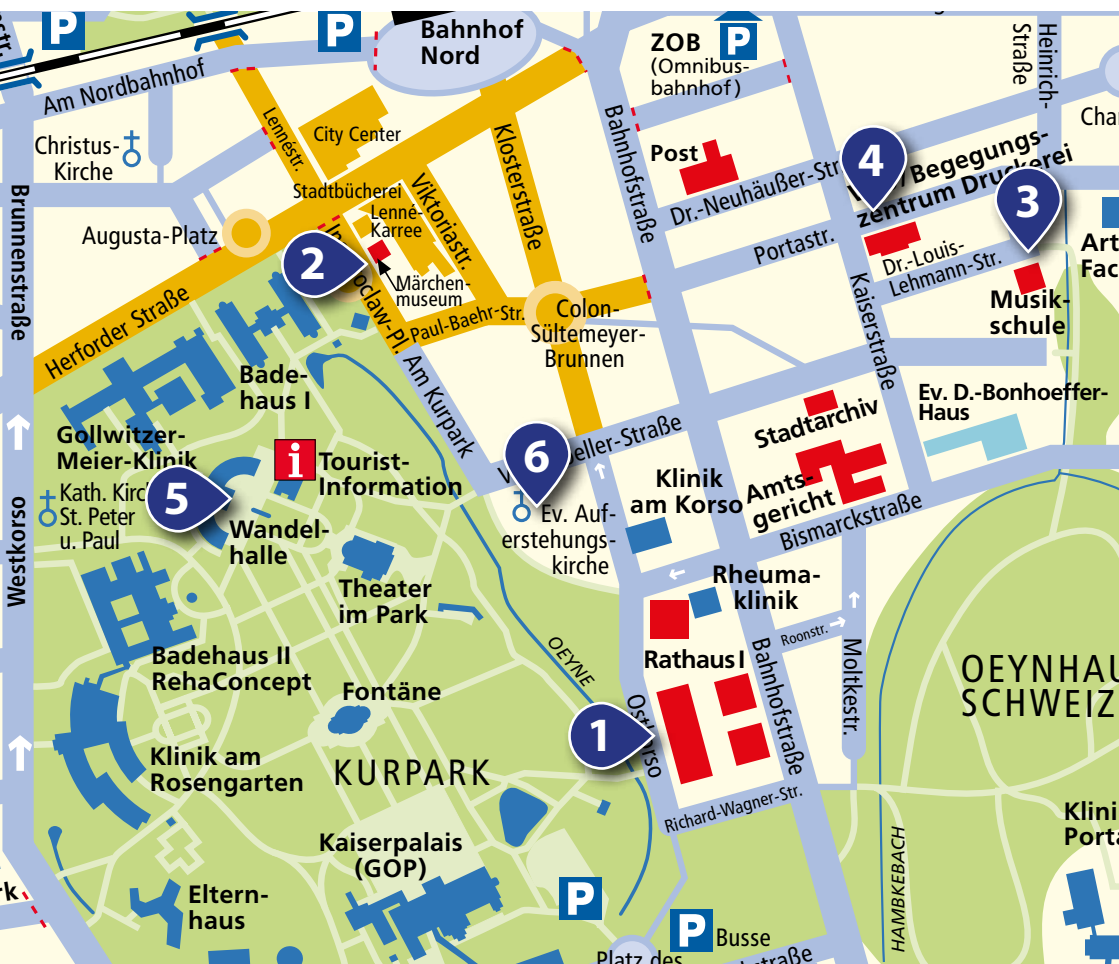 P
P
Bahnhof
Nord
ZOB
(Omnibus-
bahnhof)
P
Heinrich-
Straße
Am Nordbahnhof
Lennéstr.
City Center
Christus-
Kirche
Klosterstraße
Bahnhofstraße
Post
Dr.-Neuhäußer-Str
4
Begegungs-
zentrum Druckerei
3
Brunnenstraße
Stadtbücherei
Viktoriastr.
Lenné-
Karree
Augusta-Platz
2
Märchen-
museum
Portastr.
Dr.-Louis-
Lehmann-Str.
Musik-
schule
Herforder Straße
Paul-Baehr-Str.
Colon-
Sültemeyer-
Brunnen
Kaiserstraße
Bade-
haus I
Am Kurpark
Ev. D.-Bonhoeffer-
Haus
Stadtarchiv
Gollwitzer-
Meier-Klinik
i
Tourist-
Information
6
Klinik
am Korso
Amts-
gericht
Bismarckstraße
Kath.
St. Peter
u. Paul
5
Wandel-
halle
Ev. Auf-
erstehungs-
kirche
Westkorso
Theater
im Park
Rheuma-
klinik
Roonstr.
Badehaus II
RehaConcept
OEYNE
Rathaus I
Bahnhofstraße
Moltkestr.
Fontäne
1
Klinik am
Rosengarten
KURPARK
Richard-Wagner-Str.
Kaiserpalais
(GOP)
HAMBKEBACH
Eltern-
haus
P
P
Busse
Platz des